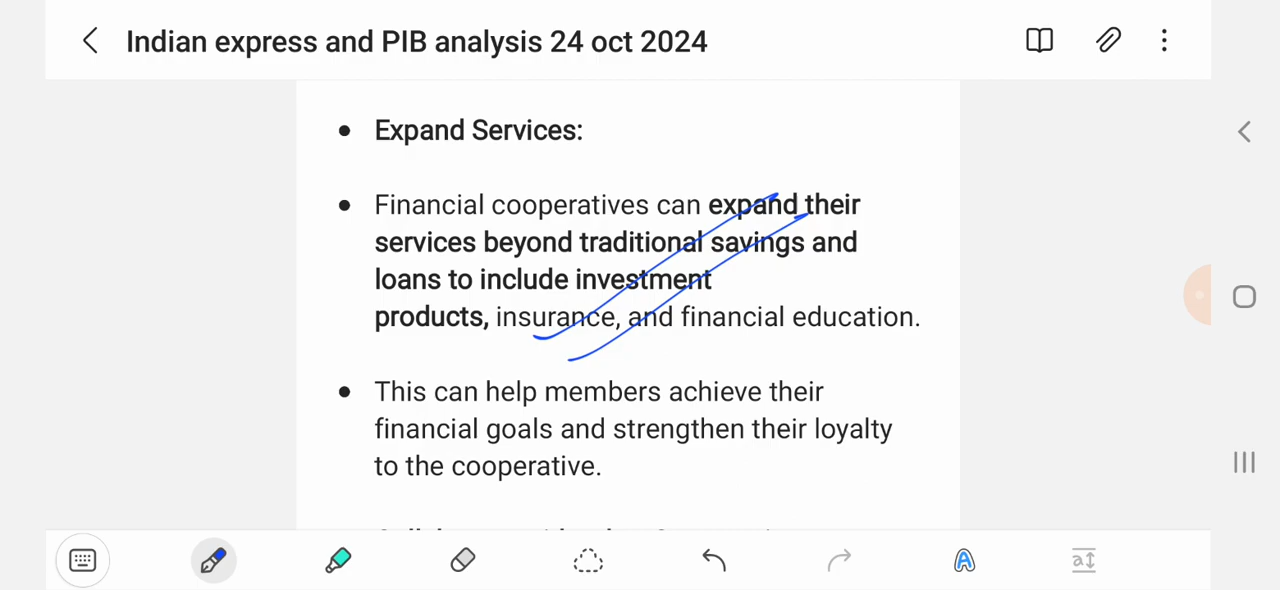 Indian express and PIB analysis 24 oct 2024
• Expand Services:
• Financial cooperatives can expand their
services beyond traditional savings and
loans to include investment
products, insurance, and financial education.
• This can help members achieve their
financial goals and strengthen their loyalty
to the cooperative.